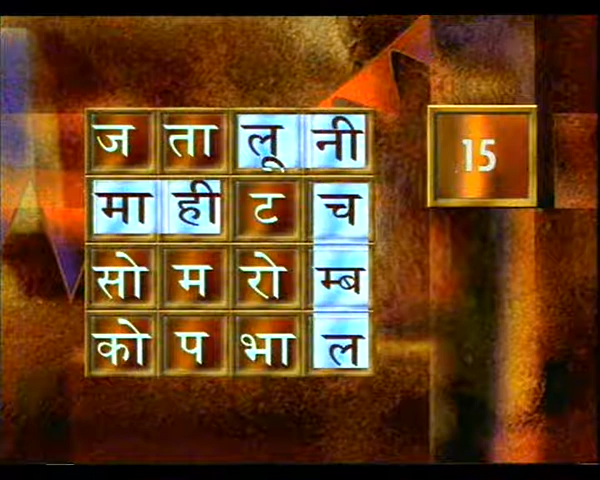 ज ता लू नी
15
मा ही ट च
सो म रो म्ब
को प भा ल